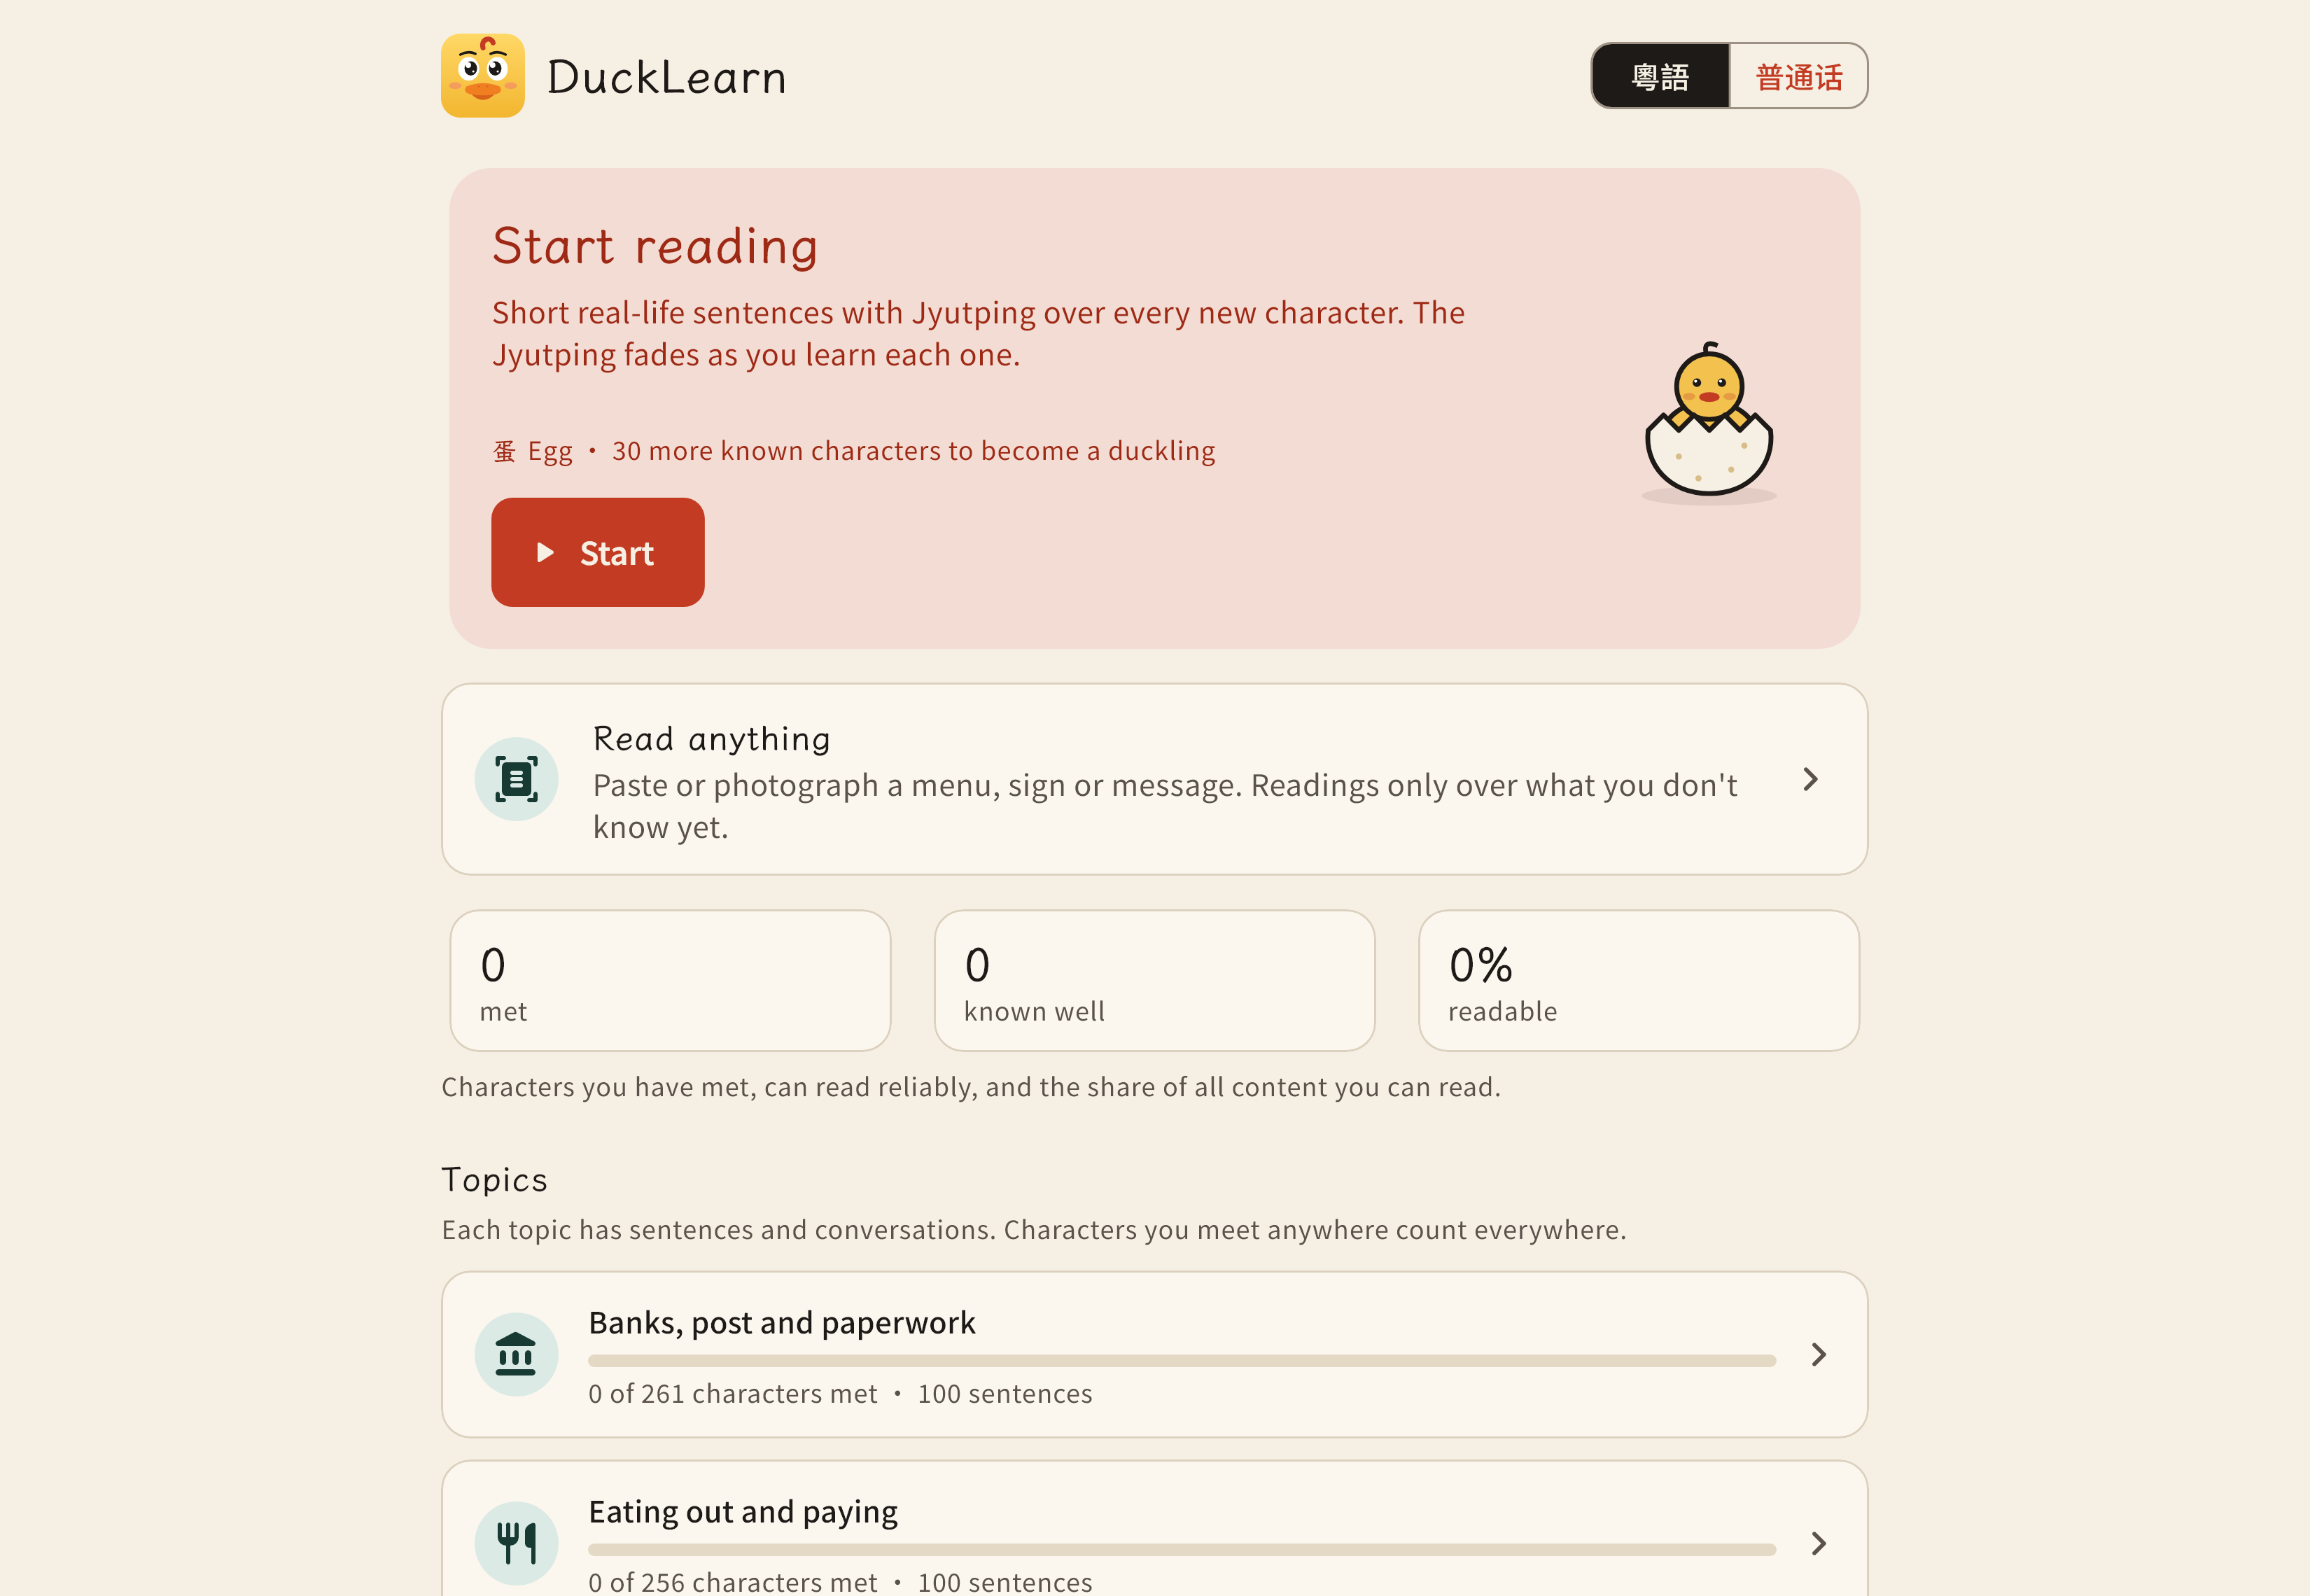 DuckLearn
粵語 普通话
Start reading
Short real-life sentences with Jyutping over every new character. The
Jyutping fades as you learn each one.
蛋 Egg · 30 more known characters to become a duckling
Start
Read anything
Paste or photograph a menu, sign or message. Readings only over what you don't
know yet.
0 0 0%
met known well readable
Characters you have met, can read reliably, and the share of all content you can read.
Topics
Each topic has sentences and conversations. Characters you meet anywhere count everywhere.
Banks, post and paperwork
0 of 261 characters met · 100 sentences
Eating out and paying
0 of 256 characters met · 100 sentences